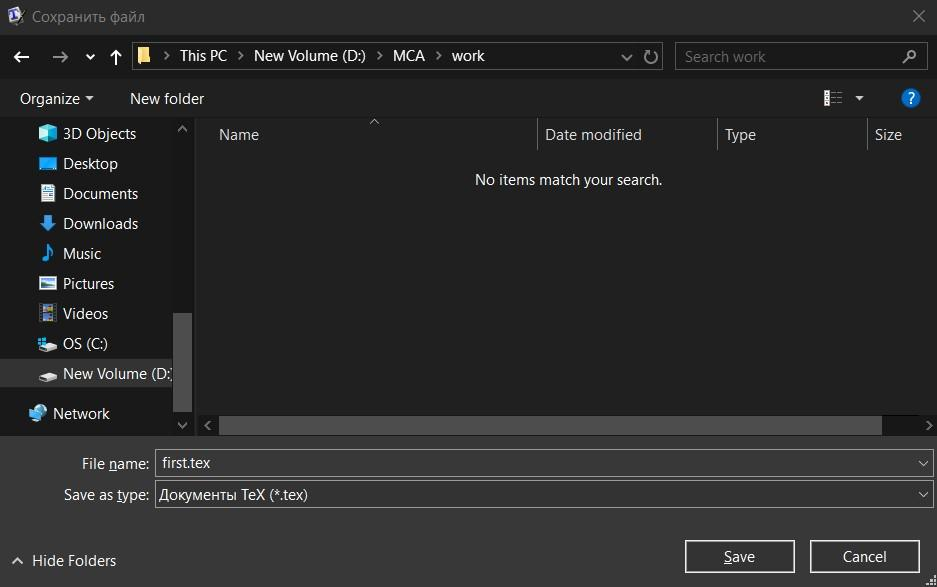 Сохранить файл
This PC > New Volume (D:) > MCA > work
Search work
Organize
New folder
?
3D Objects
Desktop
Documents
Downloads
Music
Pictures
Videos
OS (C:)
New Volume (D:)
Network
Name
Date modified
Type
Size
No items match your search.
File name: first.tex
Save as type: Документы TeX (*.tex)
Hide Folders
Save
Cancel